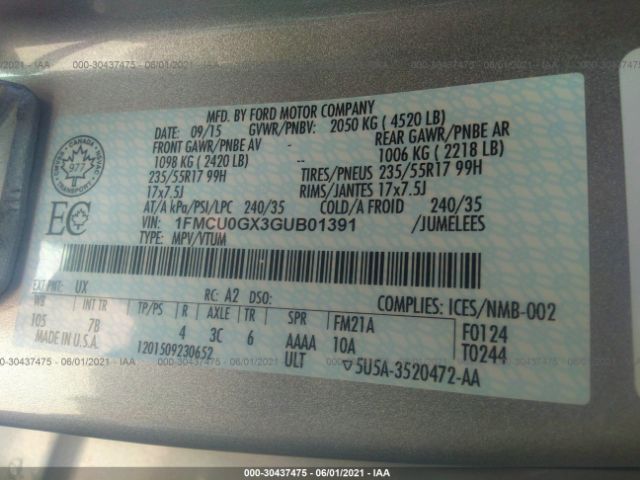 000-30437475 - 06/01/2021 - IAA
MFD. BY FORD MOTOR COMPANY
DATE: 09/15 GVWR/PNBV: 2050 KG ( 4520 LB)
FRONT GAWR/PNBE AV -- REAR GAWR/PNBE AR
1098 KG ( 2420 LB) 1006 KG ( 2218 LB)
235/55R17 99H TIRES/PNEUS 235/55R17 99H
17x7.5J -- RIMS/JANTES 17x7.5J
AT/A kPa/PSI/LPC 240/35 COLD/A FROID 240/35
VIN: 1FMCU0GX3GUB01391 /JUMELEES
TYPE: MPV/VTUM
CANADA
977
TRANSPORT
EC
EXT PNT: UX RC: A2 DSO: COMPLIES: ICES/NMB-002
WB INT TR TP/PS R AXLE TR SPR FM21A F0124
105 7B 4 3C 6 AAAA 10A T0244
MADE IN U.S.A. 1201509230652 ULT 5U5A-3520472-AA
000-30437475 - 06/01/2021 - IAA